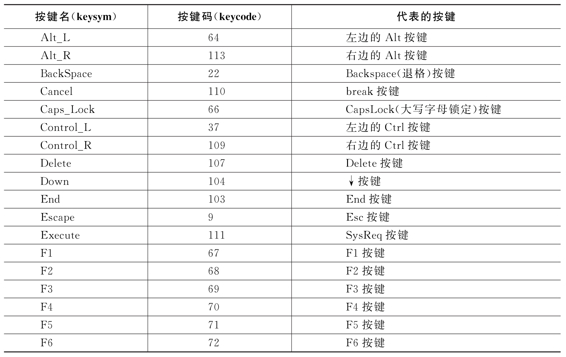 按键名(keysym) 按键码(keycode) 代表的按键
Alt_L 64 左边的 Alt 按键
Alt_R 113 右边的 Alt 按键
BackSpace 22 Backspace(退格)按键
Cancel 110 break 按键
Caps_Lock 66 CapsLock(大写字母锁定)按键
Control_L 37 左边的 Ctrl 按键
Control_R 109 右边的 Ctrl 按键
Delete 107 Delete 按键
Down 104 ↓按键
End 103 End 按键
Escape 9 Esc 按键
Execute 111 SysReq 按键
F1 67 F1 按键
F2 68 F2 按键
F3 69 F3 按键
F4 70 F4 按键
F5 71 F5 按键
F6 72 F6 按键